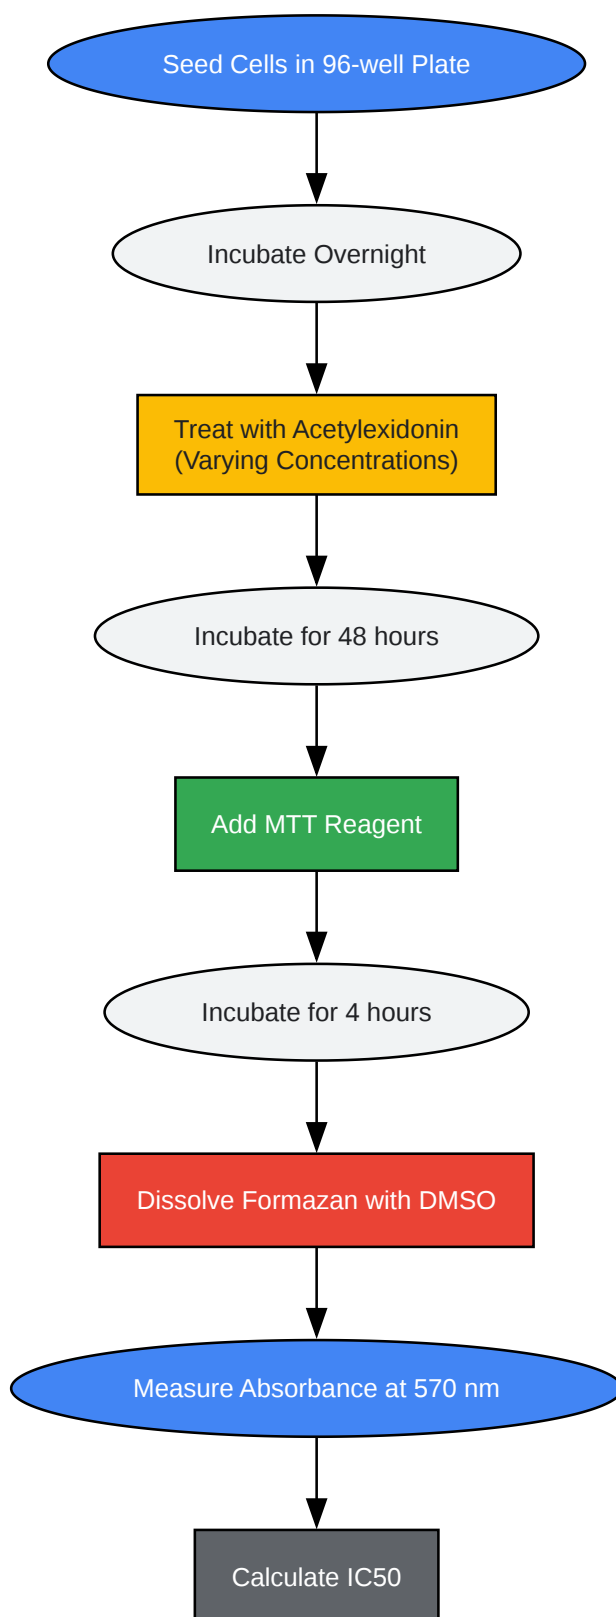 Seed Cells in 96-well Plate
Incubate Overnight
Treat with Acetylexidonin
(Varying Concentrations)
Incubate for 48 hours
Add MTT Reagent
Incubate for 4 hours
Dissolve Formazan with DMSO
Measure Absorbance at 570 nm
Calculate IC50